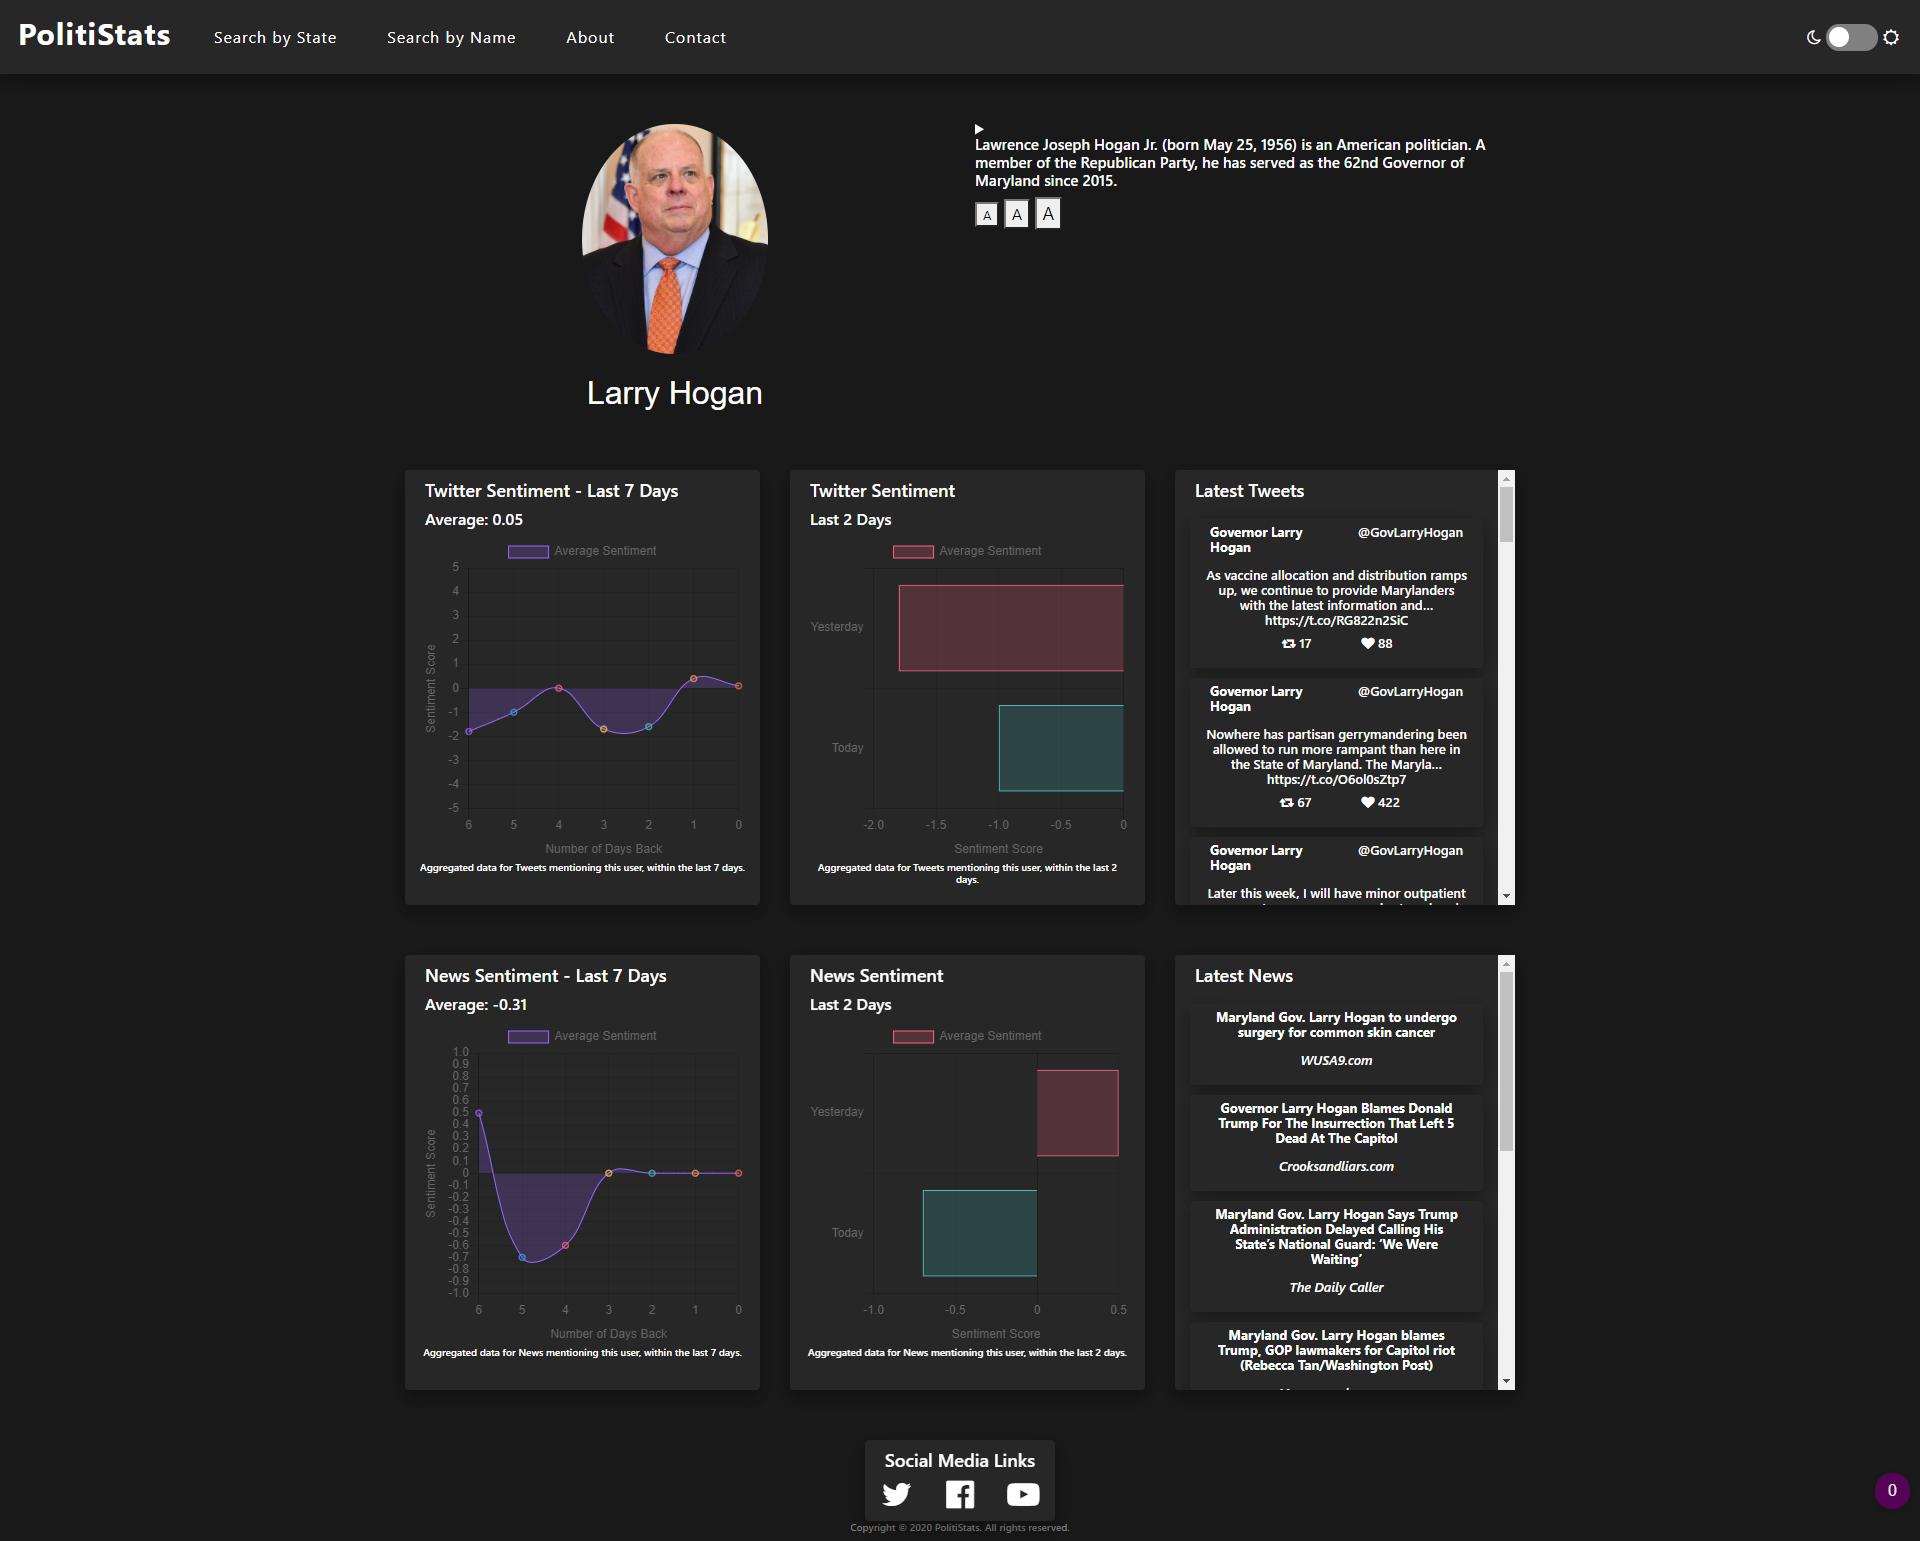 PolitiStats
Search by State
Search by Name
About
Contact
Lawrence Joseph Hogan Jr. (born May 25, 1956) is an American politician. A
member of the Republican Party, he has served as the 62nd Governor of
Maryland since 2015.
A A A
Larry Hogan
Twitter Sentiment - Last 7 Days
Average: 0.05
Average Sentiment
5
4
3
2
1
0
-1
-2
-3
-4
-5
Sentiment Score
6 5 4 3 2 1 0
Number of Days Back
Aggregated data for Tweets mentioning this user, within the last 7 days.
Twitter Sentiment
Last 2 Days
Average Sentiment
Yesterday
Today
-2.0 -1.5 -1.0 -0.5 0
Sentiment Score
Aggregated data for Tweets mentioning this user, within the last 2
days.
Latest Tweets
Governor Larry @GovLarryHogan
Hogan
As vaccine allocation and distribution ramps
up, we continue to provide Marylanders
with the latest information and…
https://t.co/RG822n2SiC
17 88
Governor Larry @GovLarryHogan
Hogan
Nowhere has partisan gerrymandering been
allowed to run more rampant than here in
the State of Maryland. The Maryla…
https://t.co/O6ol0sZtp7
67 422
Governor Larry @GovLarryHogan
Hogan
Later this week, I will have minor outpatient
News Sentiment - Last 7 Days
Average: -0.31
Average Sentiment
1.0
0.9
0.8
0.7
0.6
0.5
0.4
0.3
0.2
0.1
0
-0.1
-0.2
-0.3
-0.4
-0.5
-0.6
-0.7
-0.8
-0.9
-1.0
Sentiment Score
6 5 4 3 2 1 0
Number of Days Back
Aggregated data for News mentioning this user, within the last 7 days.
News Sentiment
Last 2 Days
Average Sentiment
Yesterday
Today
-1.0 -0.5 0 0.5
Sentiment Score
Aggregated data for News mentioning this user, within the last 2 days.
Latest News
Maryland Gov. Larry Hogan to undergo
surgery for common skin cancer
WUSA9.com
Governor Larry Hogan Blames Donald
Trump For The Insurrection That Left 5
Dead At The Capitol
Crooksandliars.com
Maryland Gov. Larry Hogan Says Trump
Administration Delayed Calling His
State’s National Guard: ‘We Were
Waiting’
The Daily Caller
Maryland Gov. Larry Hogan blames
Trump, GOP lawmakers for Capitol riot
(Rebecca Tan/Washington Post)
Social Media Links
0
Copyright © 2020 PolitiStats. All rights reserved.